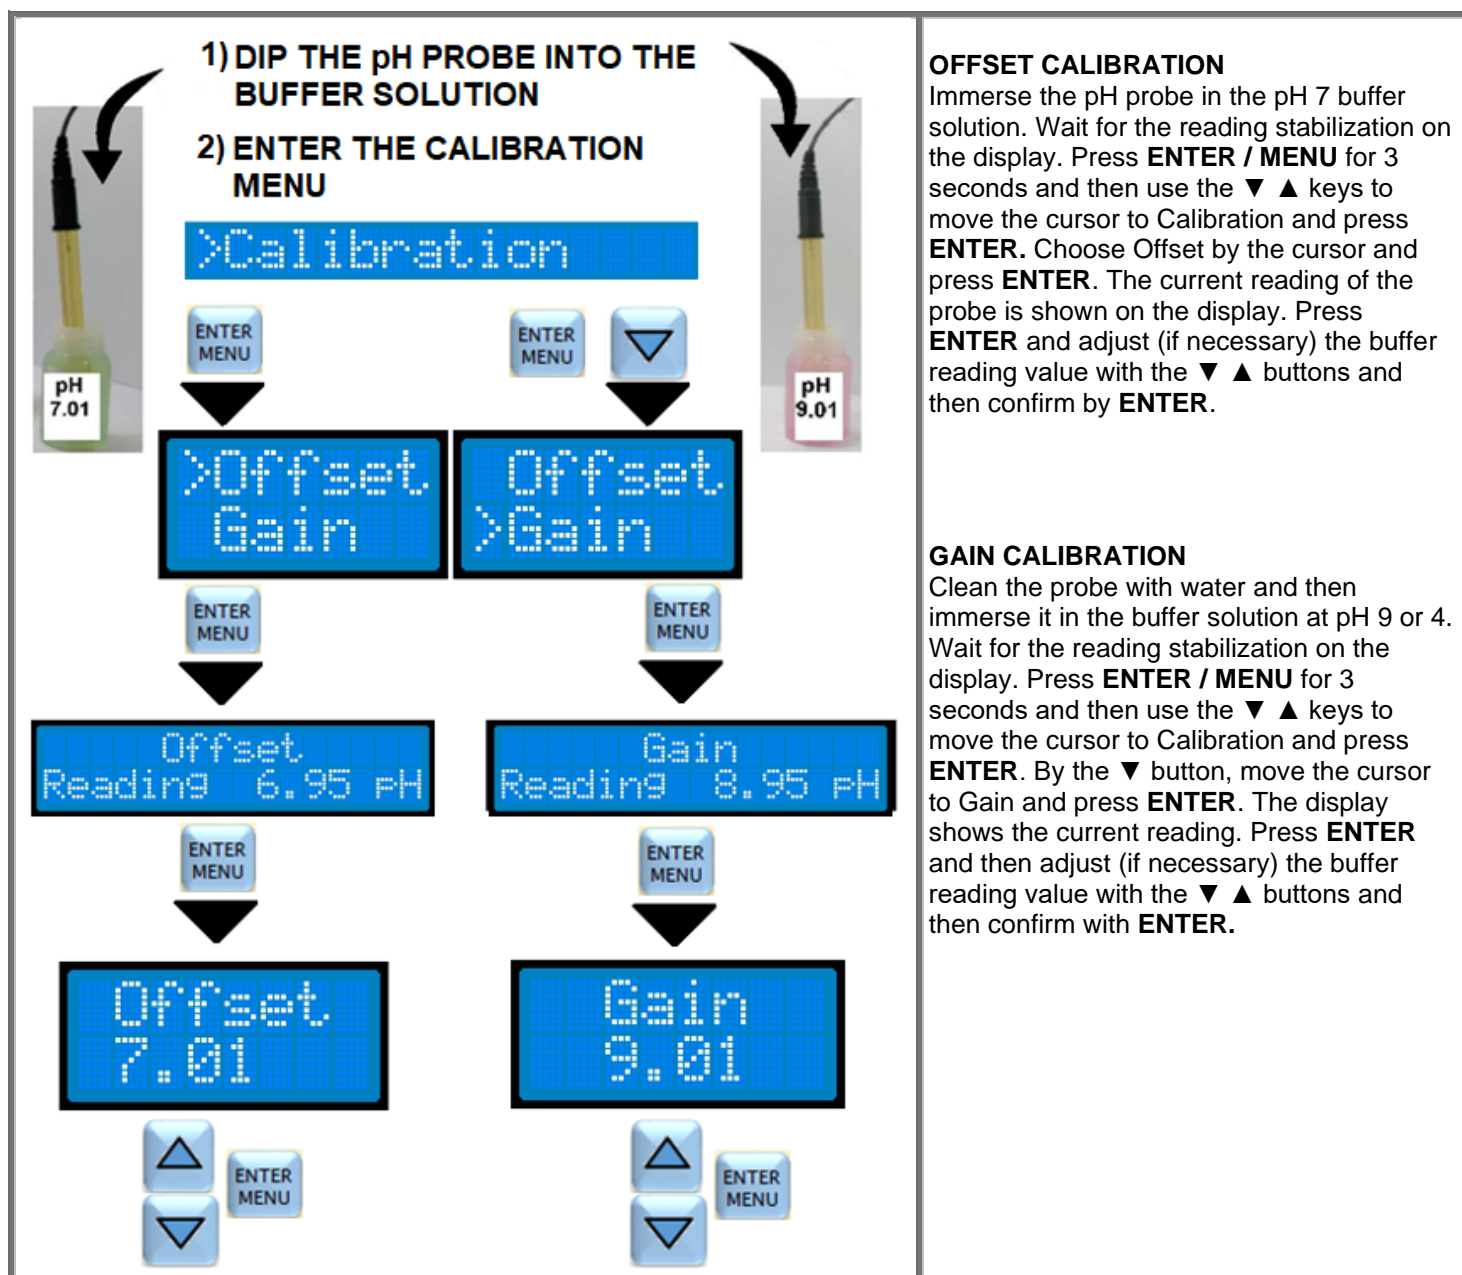 1) DIP THE pH PROBE INTO THE
BUFFER SOLUTION
2) ENTER THE CALIBRATION
MENU
pH
7.01
pH
9.01
>Calibration
ENTER
MENU
ENTER
MENU
▽
>Offset
Gain
Offset
>Gain
ENTER
MENU
ENTER
MENU
Offset
Reading 6.95 pH
Gain
Reading 8.95 pH
ENTER
MENU
ENTER
MENU
Offset
7.01
Gain
9.01
△
▽
ENTER
MENU
△
▽
ENTER
MENU
OFFSET CALIBRATION
Immerse the pH probe in the pH 7 buffer
solution. Wait for the reading stabilization on
the display. Press ENTER / MENU for 3
seconds and then use the ▼ ▲ keys to
move the cursor to Calibration and press
ENTER. Choose Offset by the cursor and
press ENTER. The current reading of the
probe is shown on the display. Press
ENTER and adjust (if necessary) the buffer
reading value with the ▼ ▲ buttons and
then confirm by ENTER.
GAIN CALIBRATION
Clean the probe with water and then
immerse it in the buffer solution at pH 9 or 4.
Wait for the reading stabilization on the
display. Press ENTER / MENU for 3
seconds and then use the ▼ ▲ keys to
move the cursor to Calibration and press
ENTER. By the ▼ button, move the cursor
to Gain and press ENTER. The display
shows the current reading. Press ENTER
and then adjust (if necessary) the buffer
reading value with the ▼ ▲ buttons and
then confirm with ENTER.